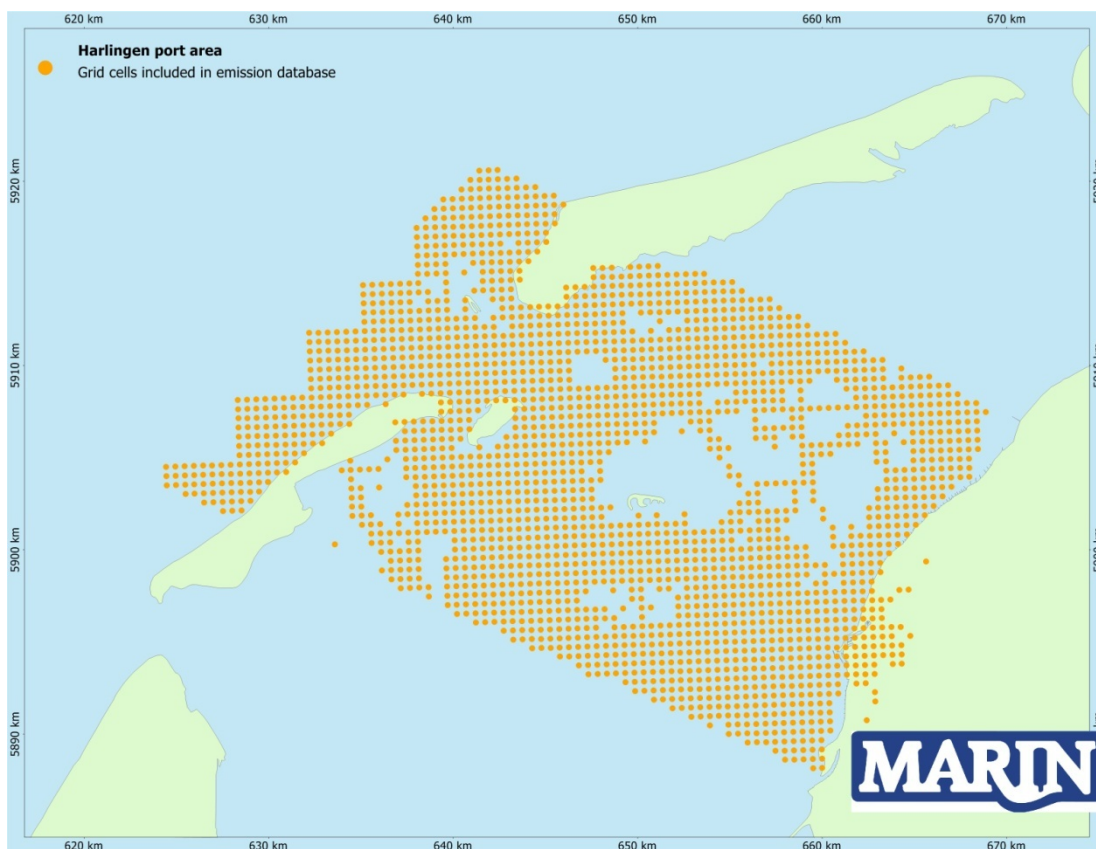 620 km 630 km 640 km 650 km 660 km 670 km
Harlingen port area
Grid cells included in emission database
5920 km
5910 km
5900 km
5890 km
MARIN
620 km 630 km 640 km 650 km 660 km 670 km